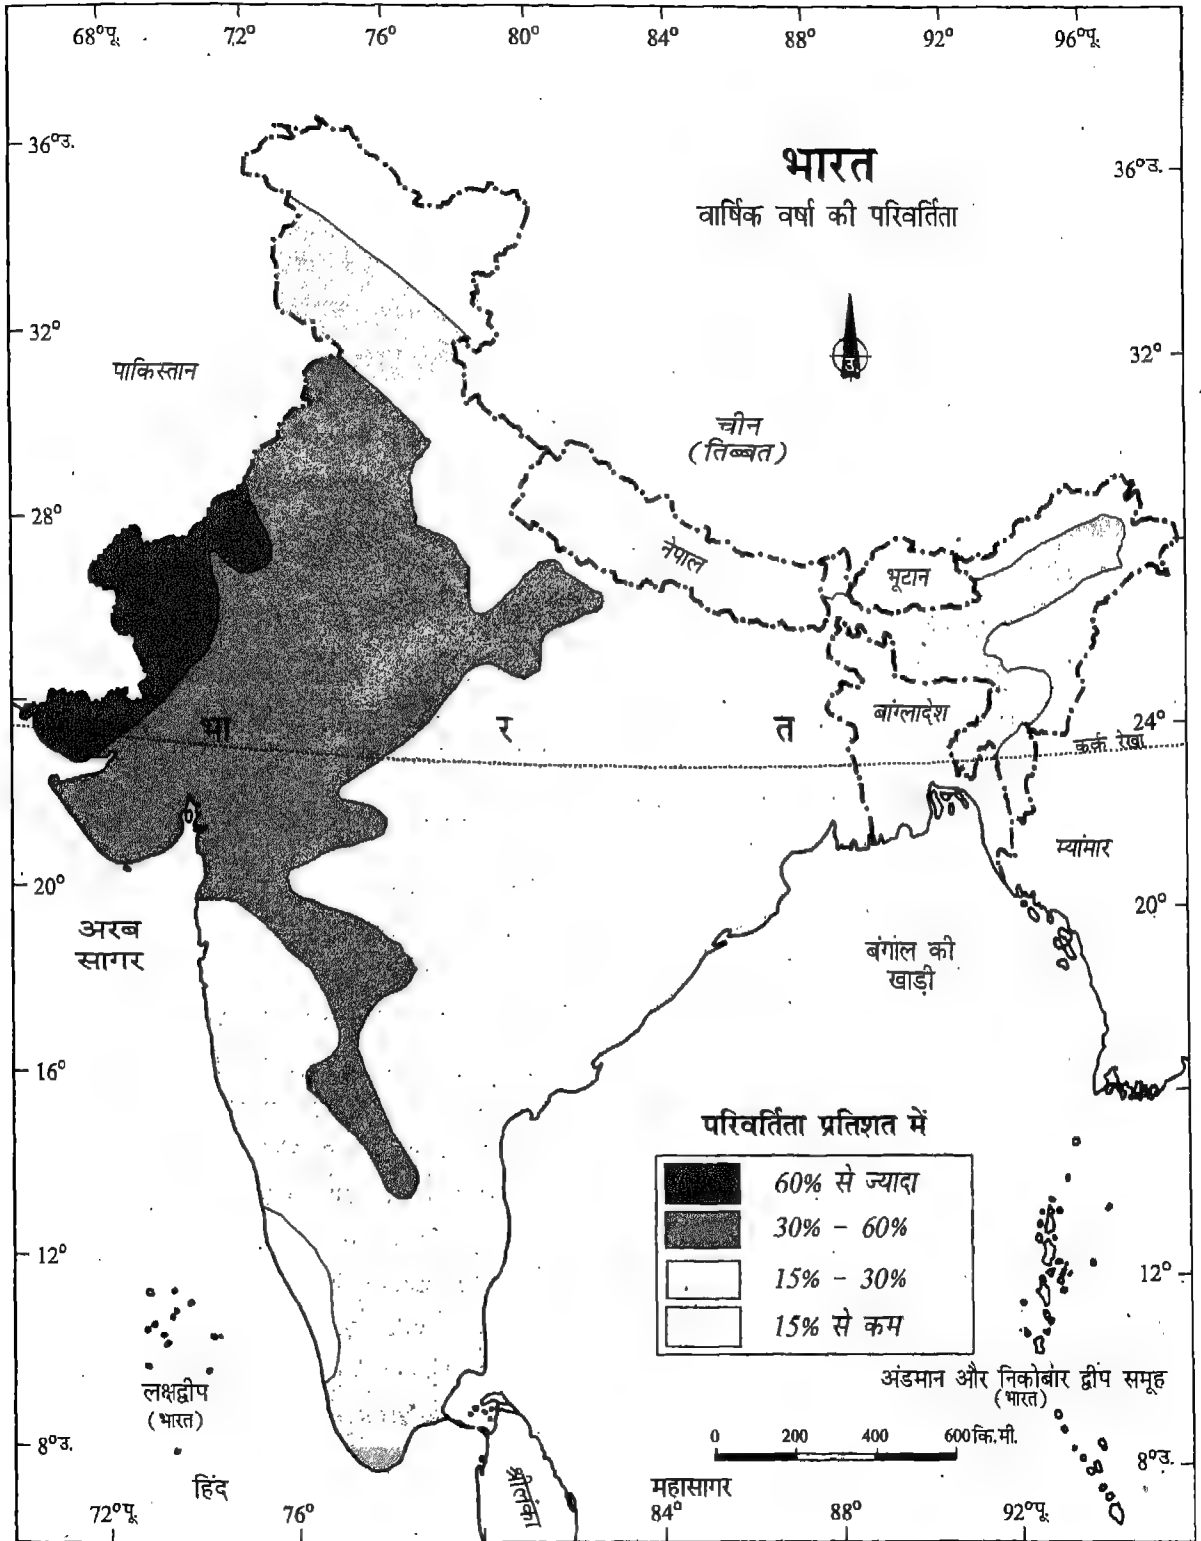 68°पू.
72°
76°
80°
84°
88°
92°
96°पू.
36°उ.
भारत
वार्षिक वर्षा की परिवर्तिता
36°उ.
32°
उ.
32°
पाकिस्तान
चीन
(तिब्बत)
28°
नेपाल
भूटान
भा र त
बांग्लादेश
24°
कर्क रेखा
म्यांमार
20°
20°
अरब
सागर
बंगाल की
खाड़ी
16°
परिवर्तिता प्रतिशत में
60% से ज्यादा
30% - 60%
15% - 30%
15% से कम
12°
12°
लक्षद्वीप
(भारत)
अंडमान और निकोबार द्वीप समूह
(भारत)
0 200 400 600 कि.मी.
8°उ.
8°उ.
हिंद
श्रीलंका
महासागर
72°पू.
76°
84°
88°
92°पू.